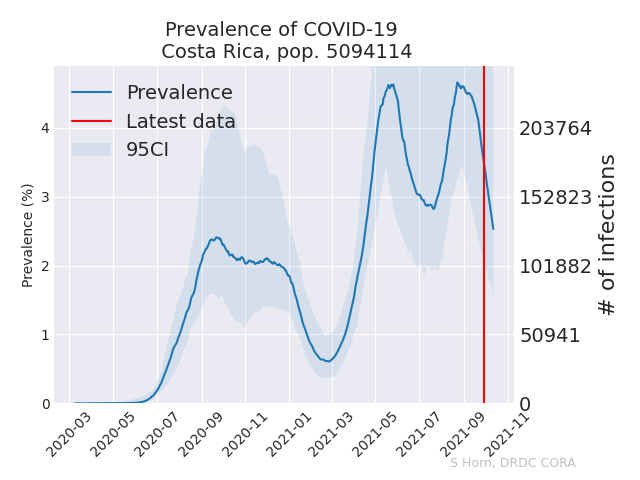 Prevalence of COVID-19
Costa Rica, pop. 5094114
Prevalence
Latest data
95CI
Prevalence (%)
4
3
2
1
0
203764
152823
101882
50941
0
# of infections
2020-03
2020-05
2020-07
2020-09
2020-11
2021-01
2021-03
2021-05
2021-07
2021-09
2021-11
S Horn, DRDC CORA